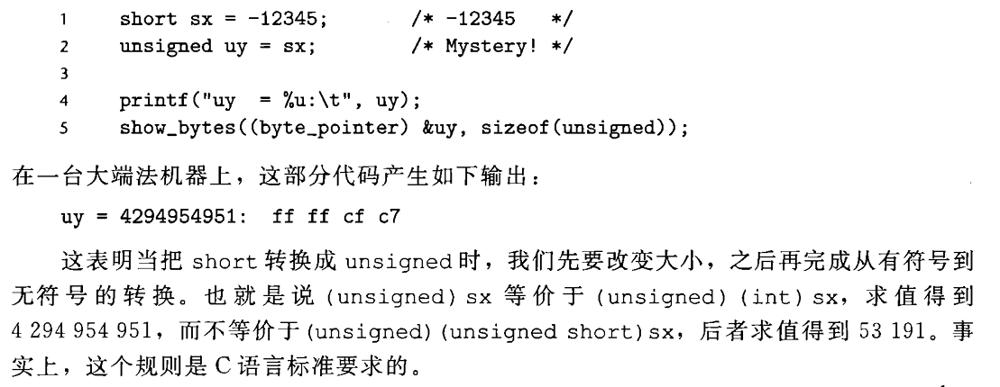 1 short sx = -12345; /* -12345 */
2 unsigned uy = sx; /* Mystery! */
3
4 printf("uy = %u:\t", uy);
5 show_bytes((byte_pointer) &uy, sizeof(unsigned));
在一台大端法机器上，这部分代码产生如下输出：
uy = 4294954951: ff ff cf c7
这表明当把 short 转换成 unsigned 时，我们先要改变大小，之后再完成从有符号到
无符号的转换。也就是说 (unsigned) sx 等价于 (unsigned) (int) sx，求值得到
4 294 954 951，而不等价于 (unsigned) (unsigned short) sx，后者求值得到 53 191。事
实上，这个规则是 C 语言标准要求的。